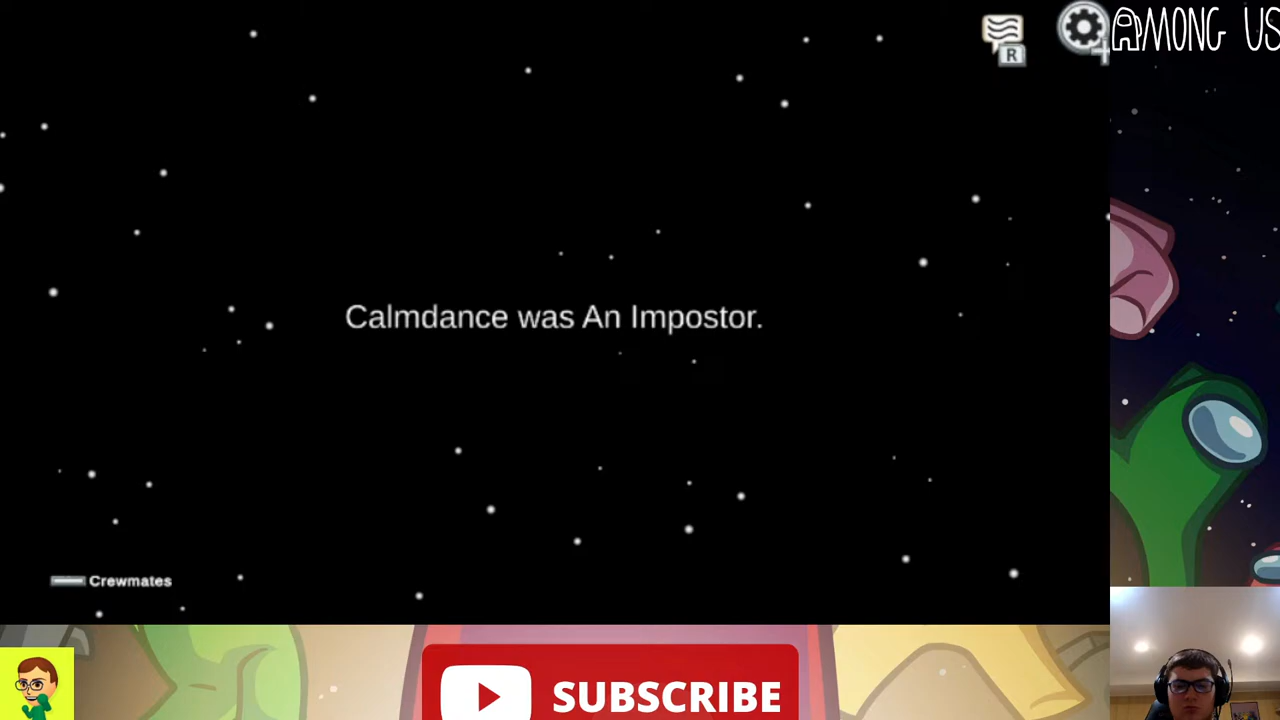 R
AMONG US
Calmdance was An Impostor.
Crewmates
SUBSCRIBE